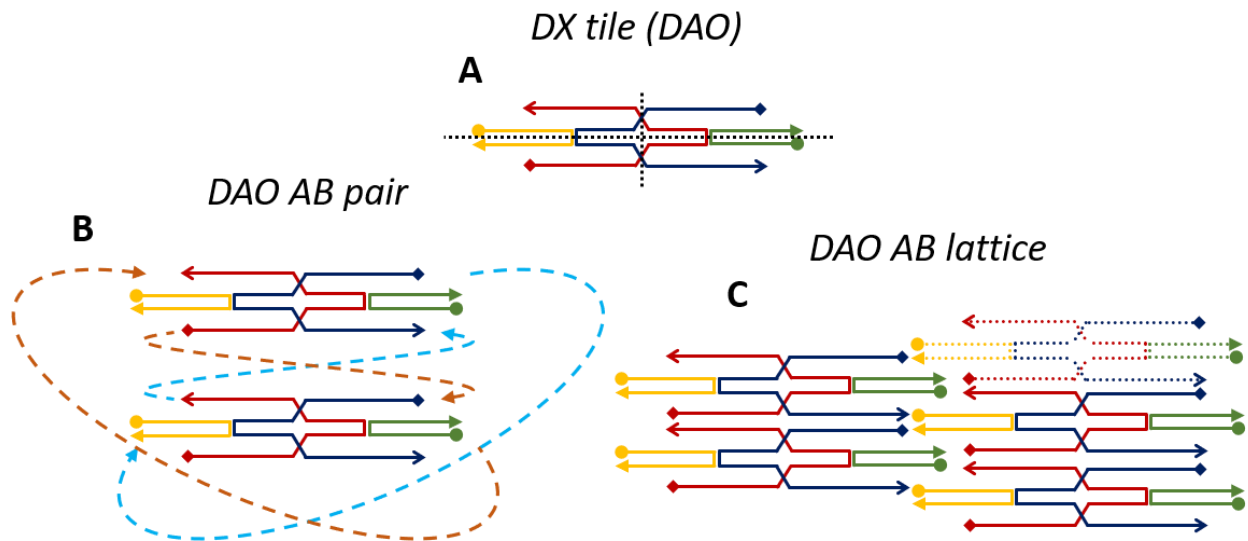 DX tile (DAO)
A
DAO AB pair
B
DAO AB lattice
C